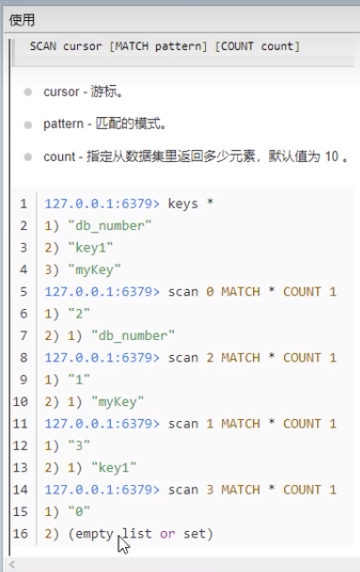 使用
SCAN cursor [MATCH pattern] [COUNT count]
cursor - 游标。
pattern - 匹配的模式。
count - 指定从数据集里返回多少元素，默认值为 10 。
1 127.0.0.1:6379> keys *
2 1) "db_number"
3 2) "key1"
4 3) "myKey"
5 127.0.0.1:6379> scan 0 MATCH * COUNT 1
6 1) "2"
7 2) 1) "db_number"
8 127.0.0.1:6379> scan 2 MATCH * COUNT 1
9 1) "1"
10 2) 1) "myKey"
11 127.0.0.1:6379> scan 1 MATCH * COUNT 1
12 1) "3"
13 2) 1) "key1"
14 127.0.0.1:6379> scan 3 MATCH * COUNT 1
15 1) "0"
16 2) (empty list or set)